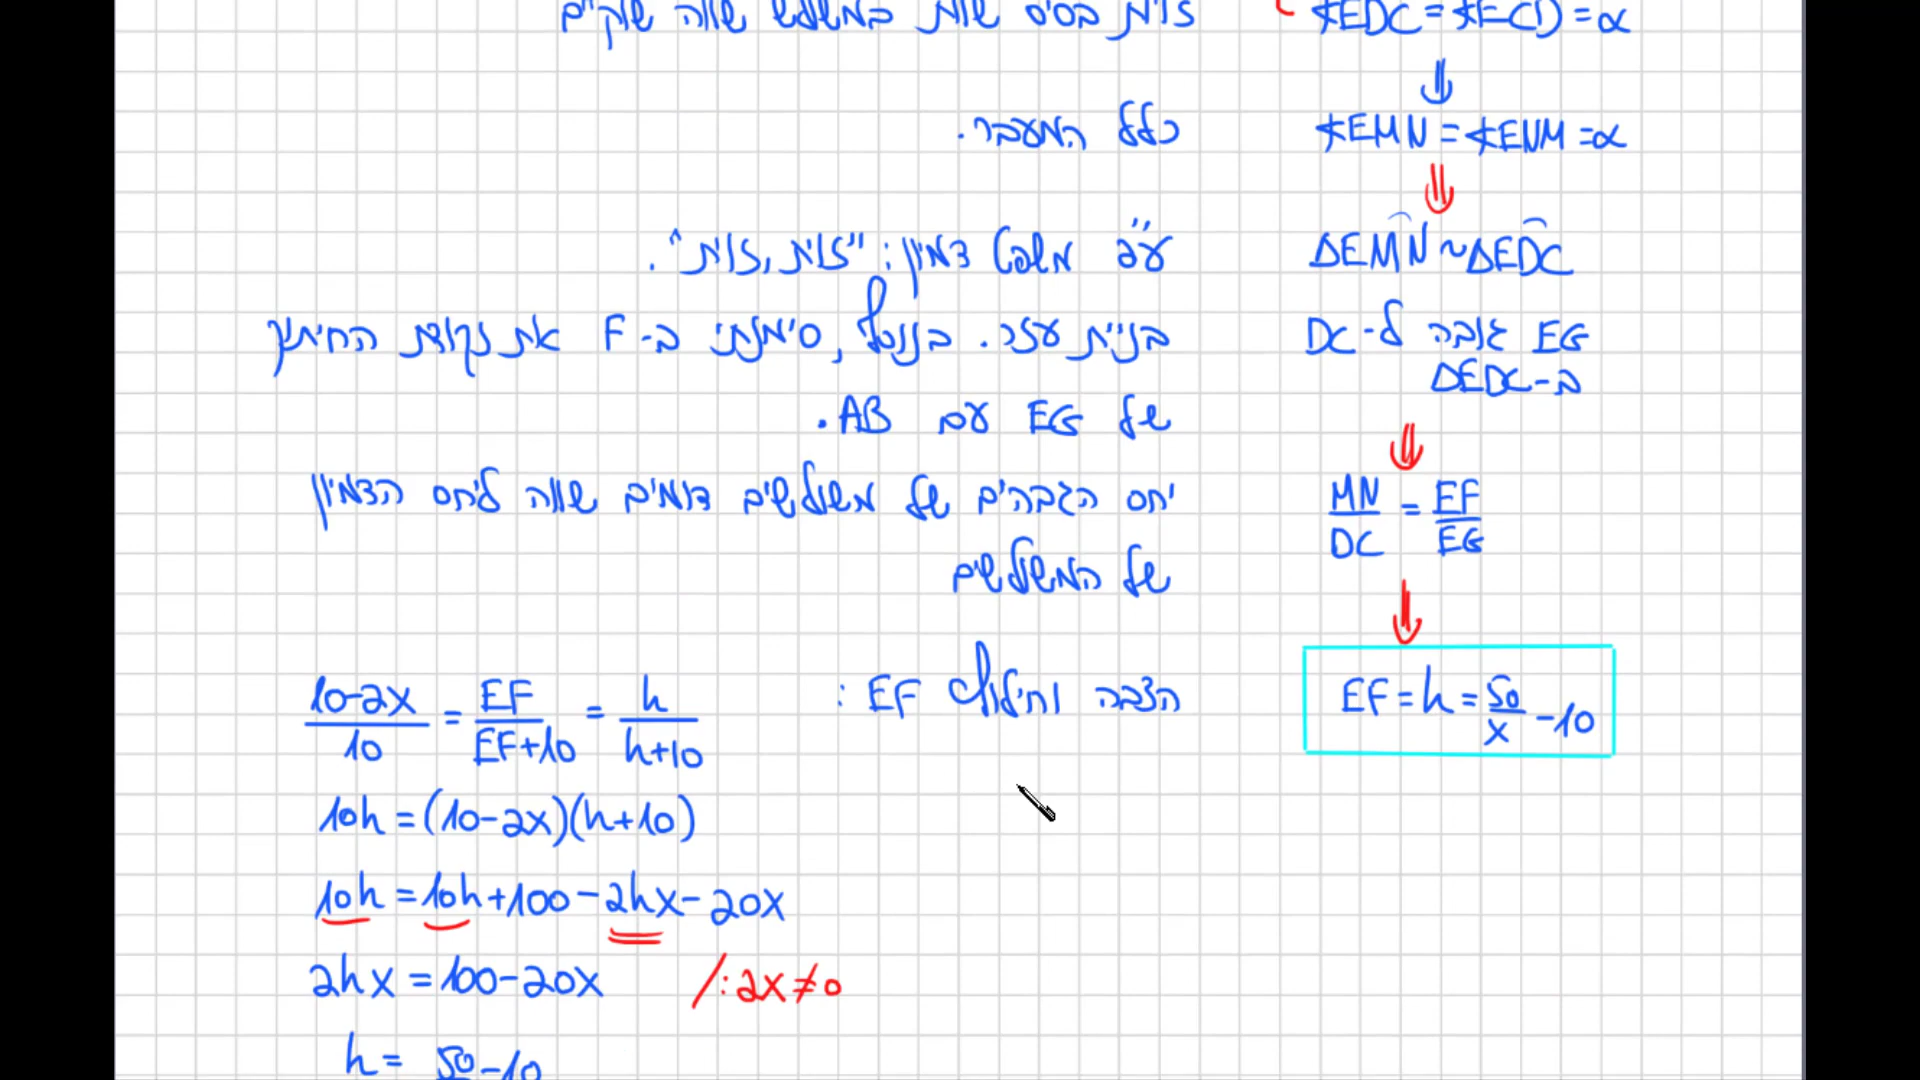 זוית בסיס שוות במשולש שווה שוקיים ∢EDC = ∢ECD = α
⇓
כלל המעבר. ∢EMN = ∢ENM = α
⇓
ע"פ משפט דמיון: "זוית, זוית". ΔEMN ~ ΔEDC
בניית עזר. בנוסף, סימנתי ב- F את נקודת החיתוך EG גובה ל- DC
ב- ΔEDC
של EG עם AB.
⇓
יחס הגבהים של משולשים דומים שווה ליחס הדמיון MN/DC = EF/EG
של המשולשים
⇓
הצבה וחילוץ EF : (10-2x)/10 = EF/(EF+10) = h/(h+10) EF = h = 50/x - 10
10h = (10-2x)(h+10)
10h = 10h + 100 - 2hx - 20x
2hx = 100 - 20x /:2x ≠ 0
h = 50 - 10